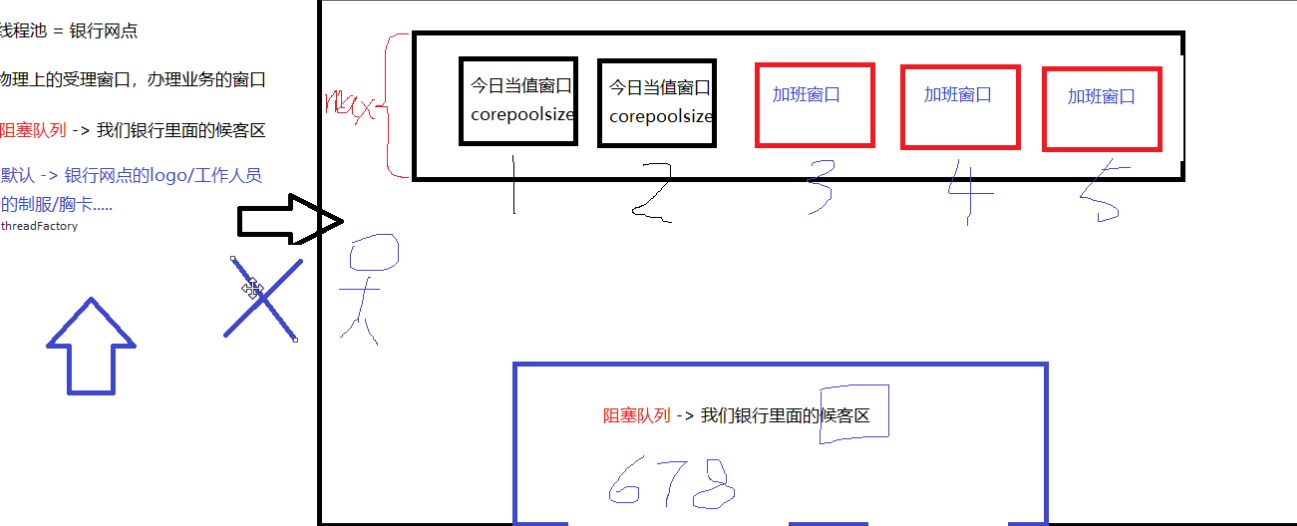 线程池 = 银行网点
物理上的受理窗口，办理业务的窗口
阻塞队列 -> 我们银行里面的候客区
默认 -> 银行网点的logo/工作人员
的制服/胸卡.....
threadFactory
max
今日当值窗口
corepoolsize
今日当值窗口
corepoolsize
加班窗口
加班窗口
加班窗口
1
2
3
4
5
阻塞队列 -> 我们银行里面的候客区
678